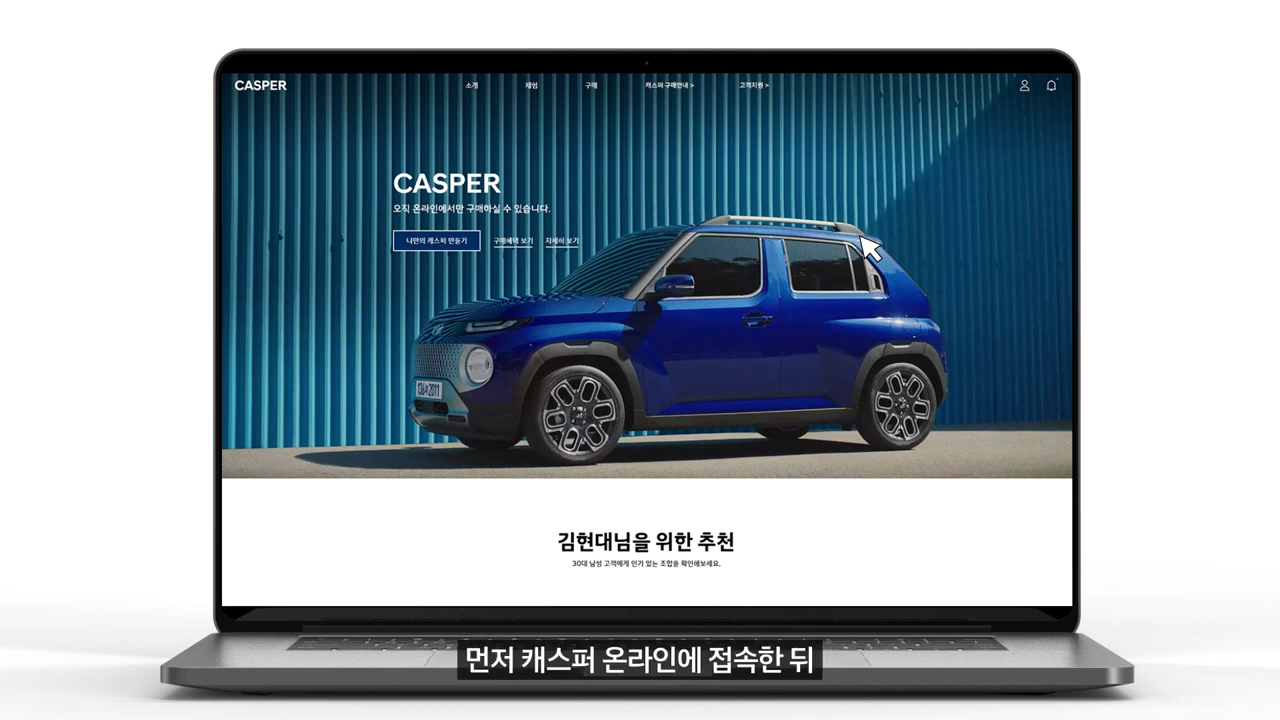 CASPER
소개
체험
구매
캐스퍼 구매안내 >
고객지원 >
CASPER
오직 온라인에서만 구매하실 수 있습니다.
나만의 캐스퍼 만들기
구매혜택 보기
자세히 보기
136서 2011
김현대님을 위한 추천
30대 남성 고객에게 인기 있는 조합을 확인해보세요.
먼저 캐스퍼 온라인에 접속한 뒤